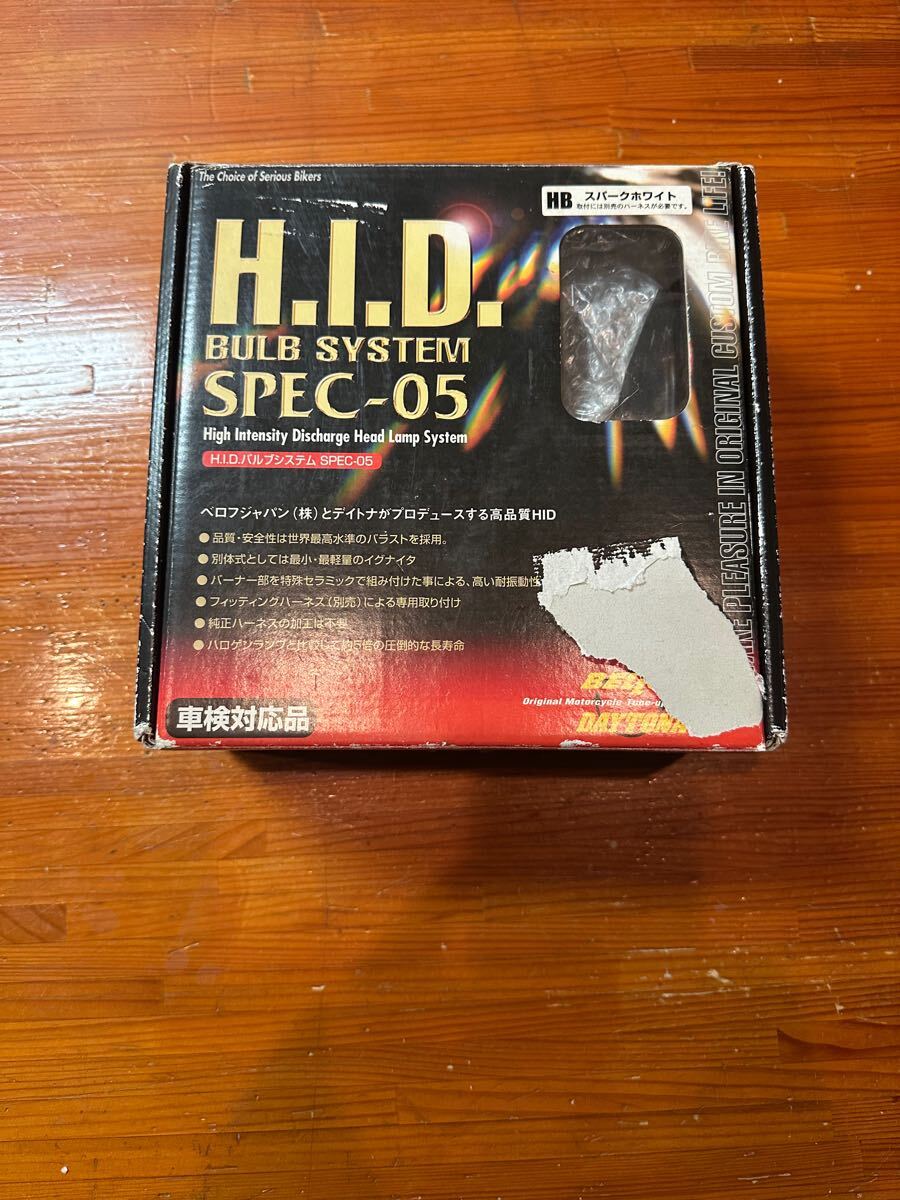 The Choice of Serious Bikers
HB スパークホワイト
取付には別売のハーネスが必要です。
H.I.D.
BULB SYSTEM
SPEC-05
High Intensity Discharge Head Lamp System
H.I.D.バルブシステム SPEC-05
ベロフジャパン(株)とデイトナがプロデュースする高品質HID
●品質・安全性は世界最高水準のバラストを採用。
●別体式としては最小・最軽量のイグナイタ
●バーナー部を特殊セラミックで組み付けた事による、高い耐振動性
●フィッティングハーネス(別売)による専用取り付け
●純正ハーネスの加工は不要
●ハロゲンランプと比較して約5倍の圧倒的な長寿命
車検対応品
Original Motorcycle Tune-up
DAYTONA
PLEASURE IN ORIGINAL CUSTOM LIFE!